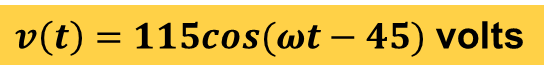 v(t) = 115cos(ωt − 45) volts